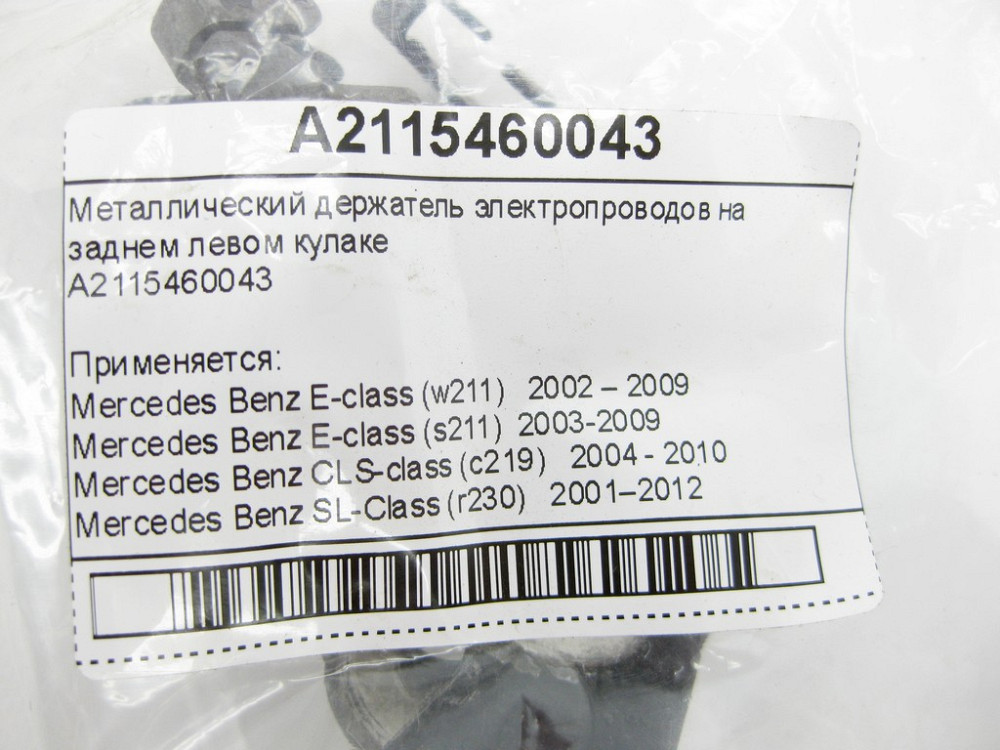 A2115460043
Металлический держатель электропроводов на
заднем левом кулаке
A2115460043
Применяется:
Mercedes Benz E-class (w211) 2002 – 2009
Mercedes Benz E-class (s211) 2003-2009
Mercedes Benz CLS-class (c219) 2004 - 2010
Mercedes Benz SL-Class (r230) 2001–2012